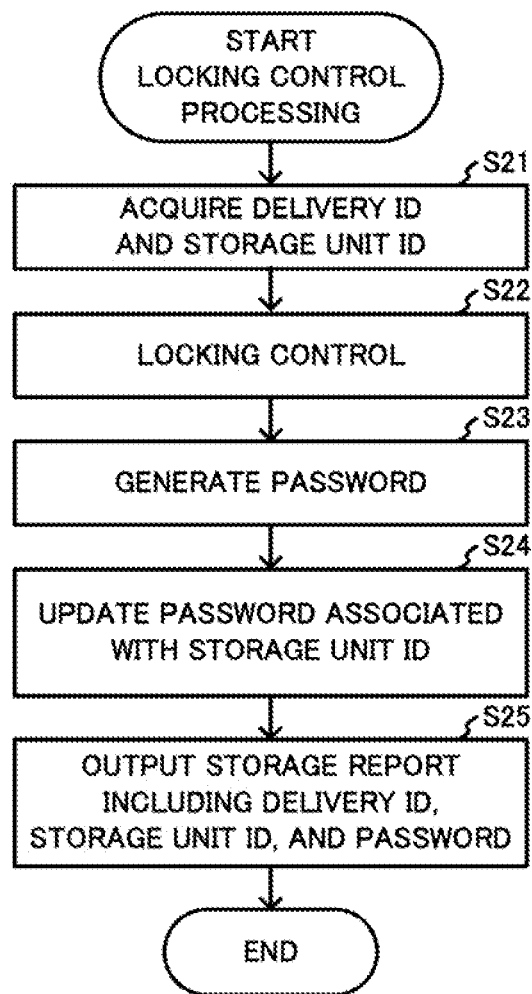 START
LOCKING CONTROL
PROCESSING
S21
ACQUIRE DELIVERY ID
AND STORAGE UNIT ID
S22
LOCKING CONTROL
S23
GENERATE PASSWORD
S24
UPDATE PASSWORD ASSOCIATED
WITH STORAGE UNIT ID
S25
OUTPUT STORAGE REPORT
INCLUDING DELIVERY ID,
STORAGE UNIT ID, AND PASSWORD
END